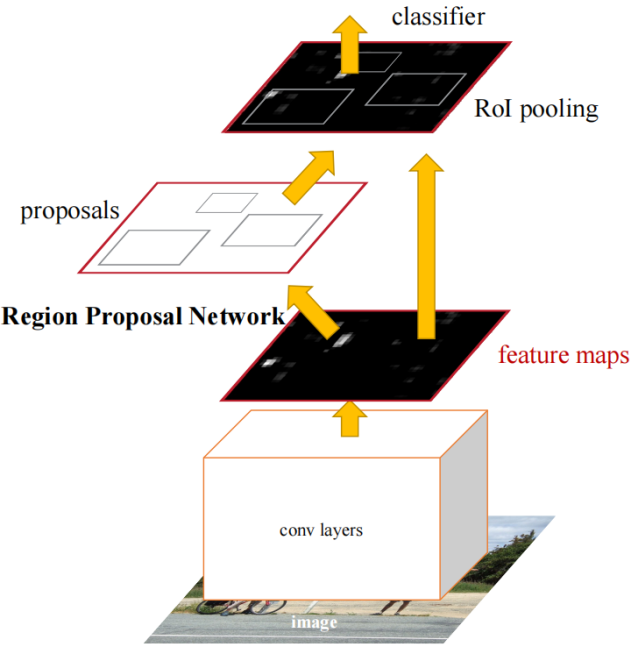 classifier
RoI pooling
proposals
Region Proposal Network
feature maps
conv layers
image